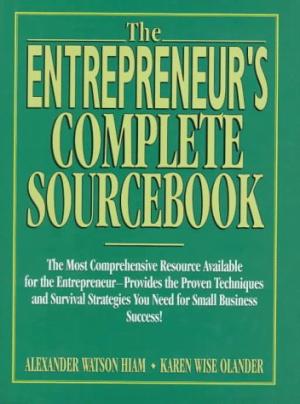 The
ENTREPRENEUR'S
COMPLETE
SOURCEBOOK
The Most Comprehensive Resource Available
for the Entrepreneur—Provides the Proven Techniques
and Survival Strategies You Need for Small Business
Success!
ALEXANDER WATSON HIAM • KAREN WISE OLANDER